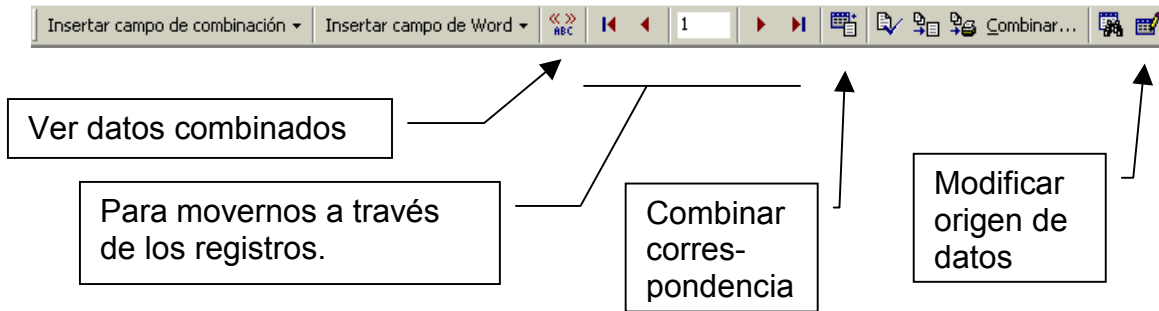 Insertar campo de combinación Insertar campo de Word «» ABC 1 Combinar...
Ver datos combinados
Para movernos a través
de los registros.
Combinar
corres-
pondencia
Modificar
origen de
datos